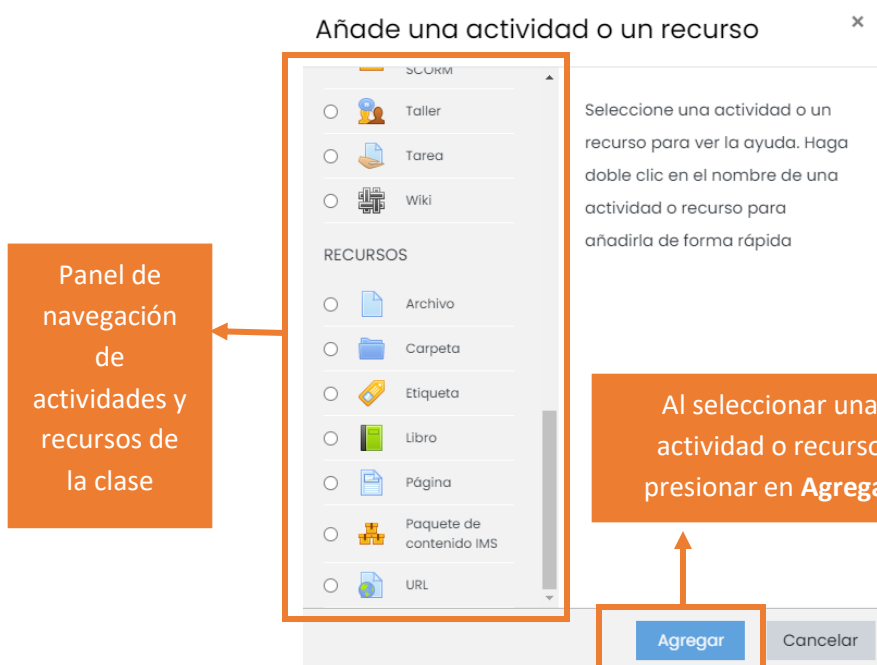 Añade una actividad o un recurso
×
SCORM
Taller
Tarea
Wiki
RECURSOS
Archivo
Carpeta
Etiqueta
Libro
Página
Paquete de
contenido IMS
URL
Seleccione una actividad o un
recurso para ver la ayuda. Haga
doble clic en el nombre de una
actividad o recurso para
añadirla de forma rápida
Panel de
navegación
de
actividades y
recursos de
la clase
Al seleccionar una
actividad o recurso
presionar en Agrega
Agregar
Cancelar